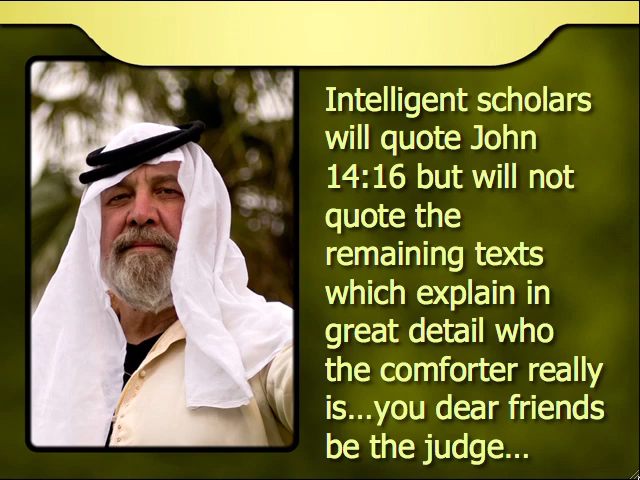 Intelligent scholars
will quote John
14:16 but will not
quote the
remaining texts
which explain in
great detail who
the comforter really
is...you dear friends
be the judge...